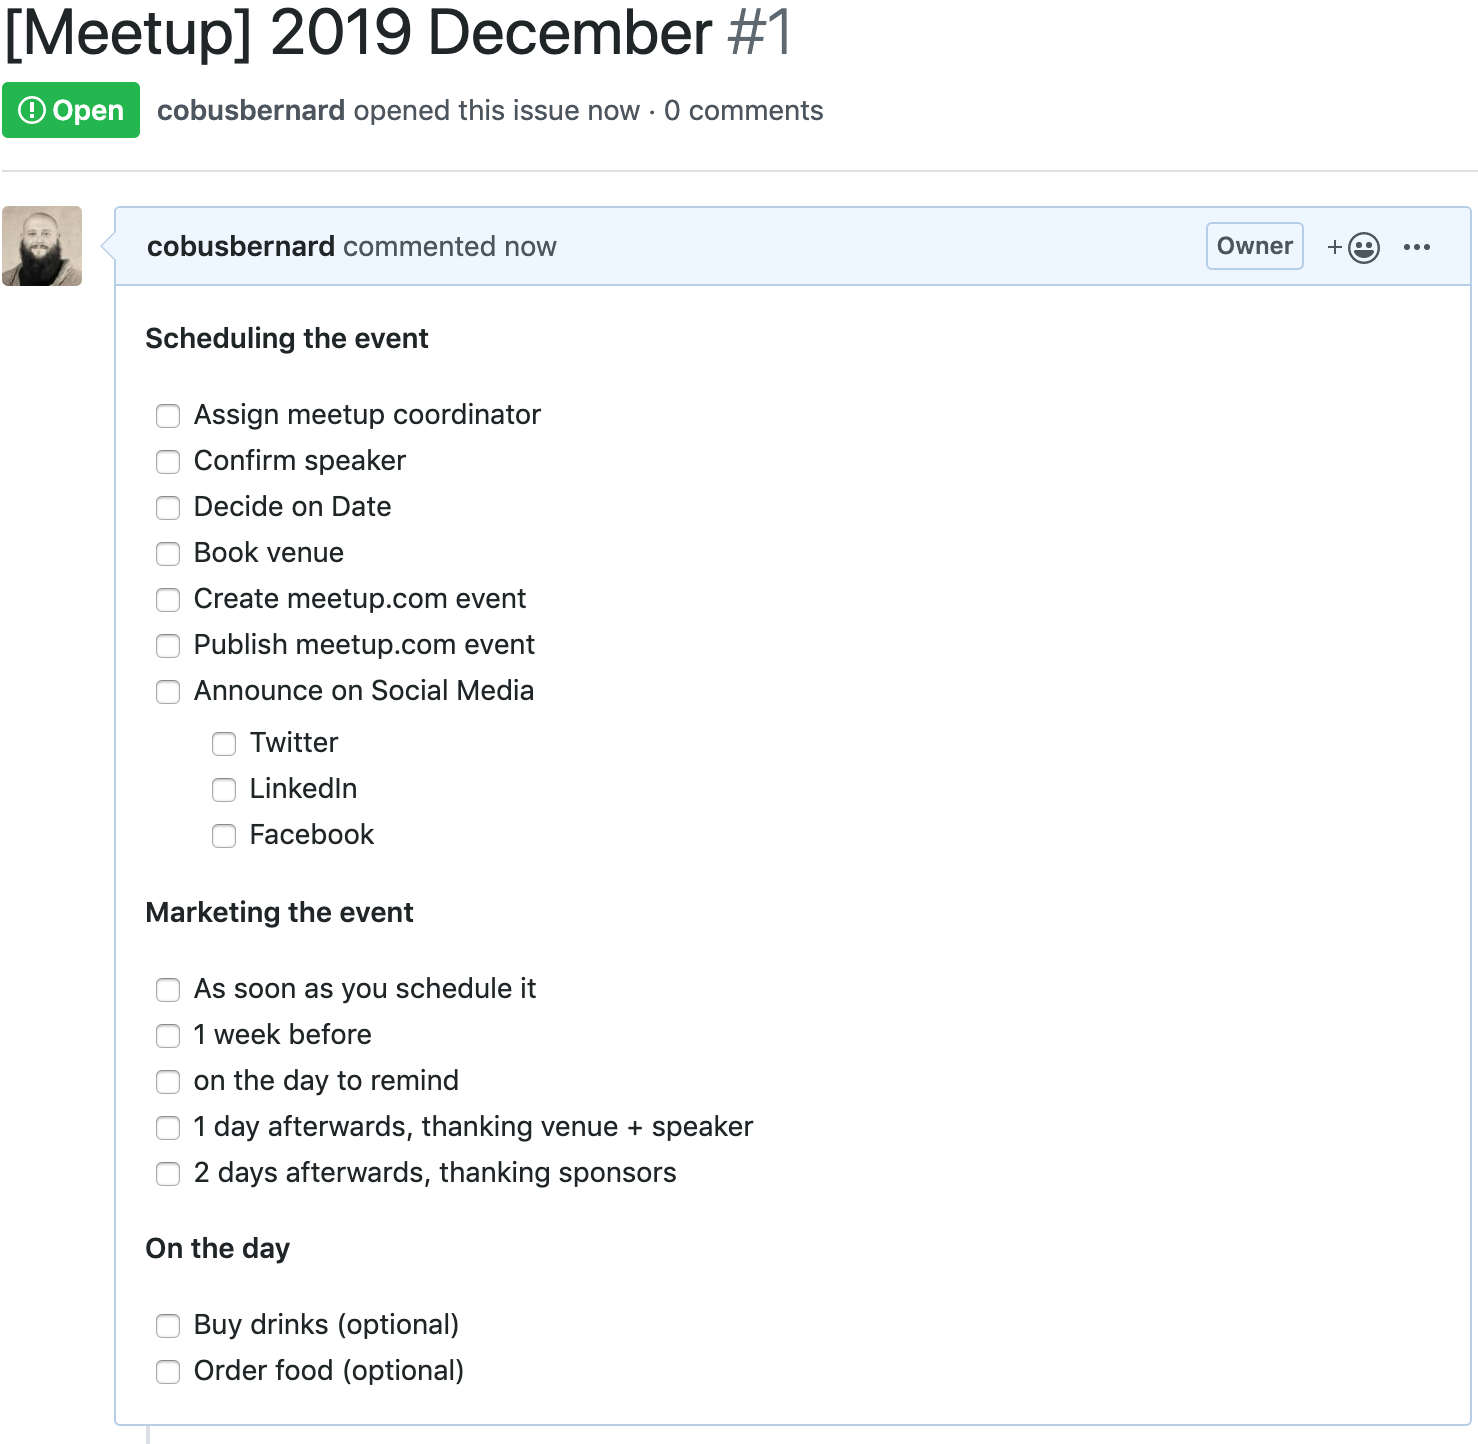 [Meetup] 2019 December #1
Open cobusbernard opened this issue now · 0 comments
cobusbernard commented now Owner
Scheduling the event
Assign meetup coordinator
Confirm speaker
Decide on Date
Book venue
Create meetup.com event
Publish meetup.com event
Announce on Social Media
Twitter
LinkedIn
Facebook
Marketing the event
As soon as you schedule it
1 week before
on the day to remind
1 day afterwards, thanking venue + speaker
2 days afterwards, thanking sponsors
On the day
Buy drinks (optional)
Order food (optional)